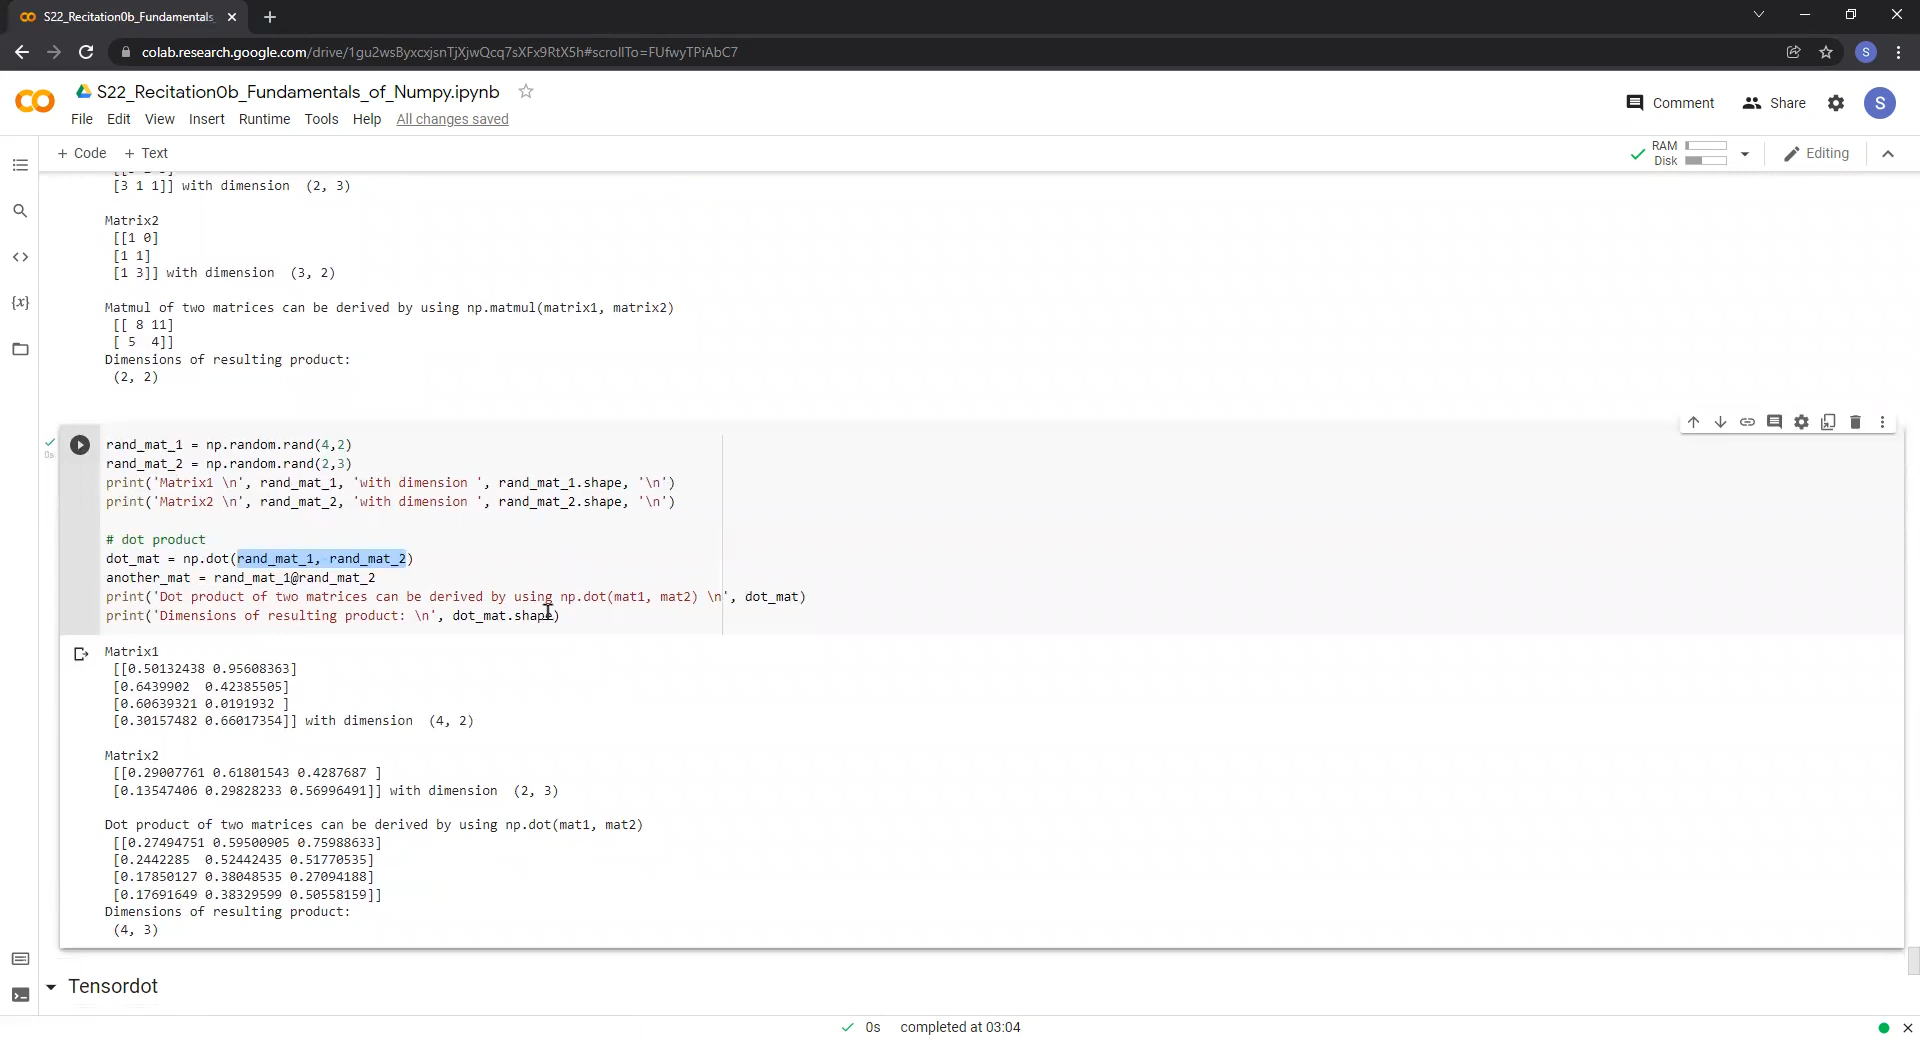 S22_Recitation0b_Fundamentals_
colab.research.google.com/drive/1gu2wsByxcxjsnTjXjwQcq7sXFx9RtX5h#scrollTo=FUfwyTPiAbC7
S
S22_Recitation0b_Fundamentals_of_Numpy.ipynb
Comment
Share
S
File Edit View Insert Runtime Tools Help All changes saved
+ Code + Text
RAM
Disk
Editing
[3 1 1]] with dimension  (2, 3)
Matrix2
[[1 0]
[1 1]
[1 3]] with dimension  (3, 2)
Matmul of two matrices can be derived by using np.matmul(matrix1, matrix2)
[[ 8 11]
[ 5  4]]
Dimensions of resulting product:
(2, 2)
0s
rand_mat_1 = np.random.rand(4,2)
rand_mat_2 = np.random.rand(2,3)
print('Matrix1 \n', rand_mat_1, 'with dimension ', rand_mat_1.shape, '\n')
print('Matrix2 \n', rand_mat_2, 'with dimension ', rand_mat_2.shape, '\n')
# dot product
dot_mat = np.dot(rand_mat_1, rand_mat_2)
another_mat = rand_mat_1@rand_mat_2
print('Dot product of two matrices can be derived by using np.dot(mat1, mat2) \n', dot_mat)
print('Dimensions of resulting product: \n', dot_mat.shape)
Matrix1
[[0.50132438 0.95608363]
[0.6439902  0.42385505]
[0.60639321 0.0191932 ]
[0.30157482 0.66017354]] with dimension  (4, 2)
Matrix2
[[0.29007761 0.61801543 0.4287687 ]
[0.13547406 0.29828233 0.56996491]] with dimension  (2, 3)
Dot product of two matrices can be derived by using np.dot(mat1, mat2)
[[0.27494751 0.59500905 0.75988633]
[0.2442285  0.52442435 0.51770535]
[0.17850127 0.38048535 0.27094188]
[0.17691649 0.38329599 0.50558159]]
Dimensions of resulting product:
(4, 3)
Tensordot
0s completed at 03:04